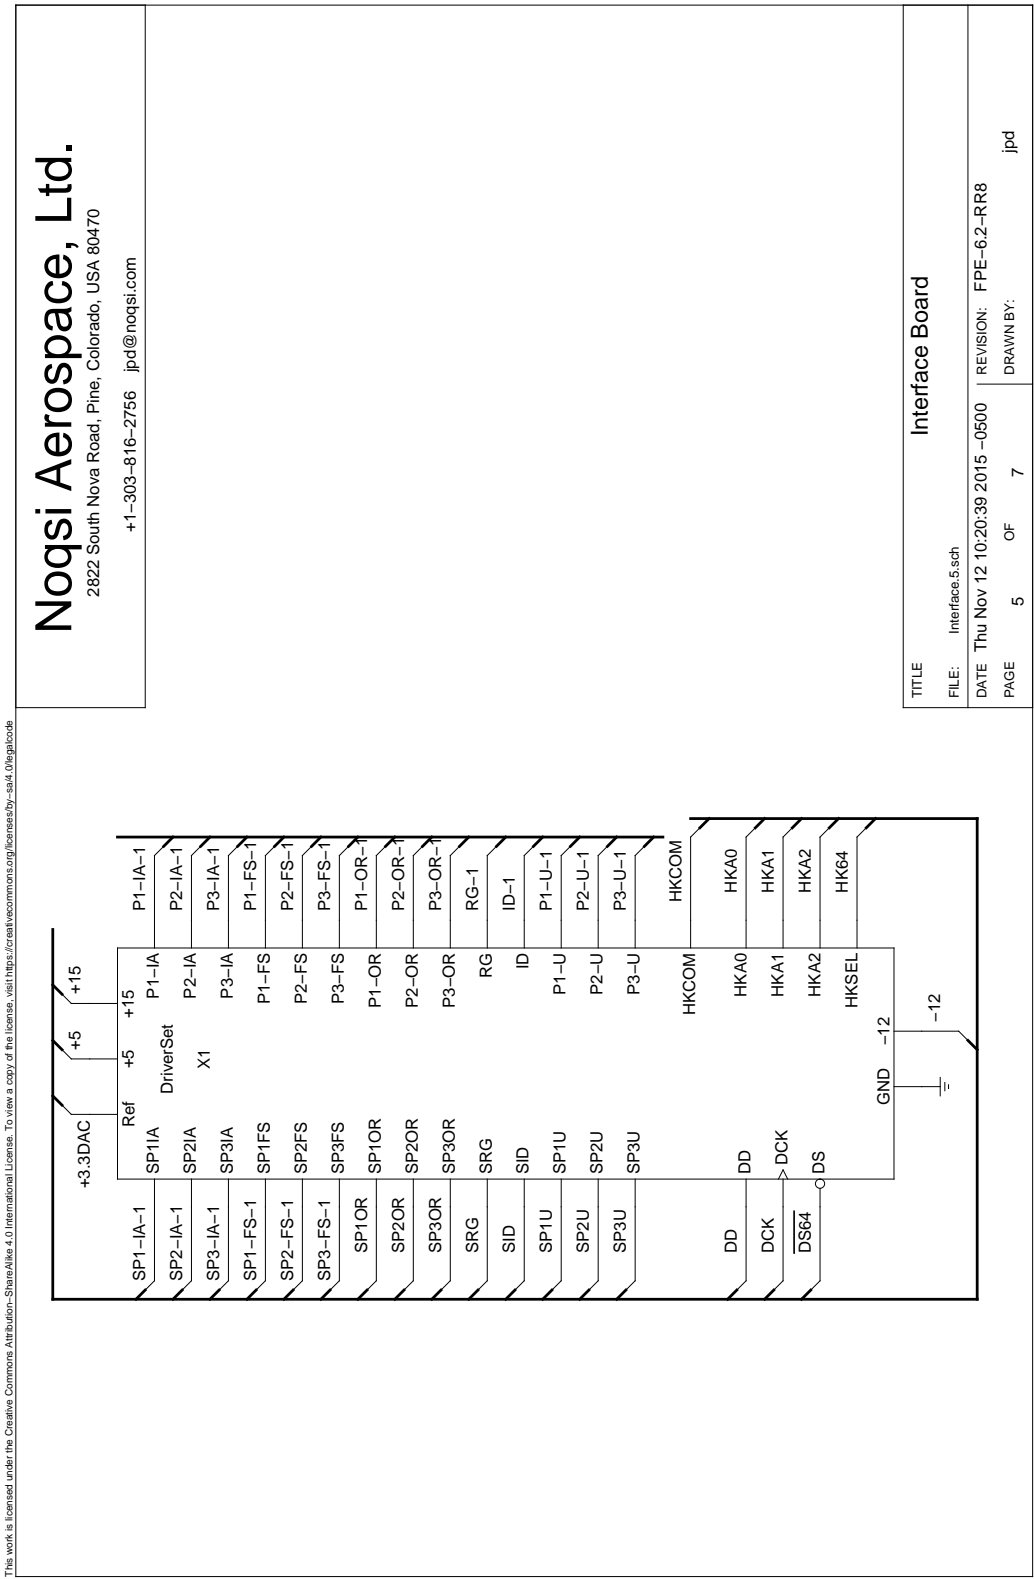 This work is licensed under the Creative Commons Attribution−ShareAlike 4.0 International License. To view a copy of the license, visit https://creativecommons.org/licenses/by−sa/4.0/legalcode
Noqsi Aerospace, Ltd.
2822 South Nova Road, Pine, Colorado, USA 80470
+1−303−816−2756 jpd@noqsi.com
+3.3DAC
+5
+15
Ref
+5
+15
DriverSet
X1
SP1−IA−1
SP1IA
P1−IA
P1−IA−1
SP2−IA−1
SP2IA
P2−IA
P2−IA−1
SP3−IA−1
SP3IA
P3−IA
P3−IA−1
SP1−FS−1
SP1FS
P1−FS
P1−FS−1
SP2−FS−1
SP2FS
P2−FS
P2−FS−1
SP3−FS−1
SP3FS
P3−FS
P3−FS−1
SP1OR
SP1OR
P1−OR
P1−OR−1
SP2OR
SP2OR
P2−OR
P2−OR−1
SP3OR
SP3OR
P3−OR
P3−OR−1
SRG
SRG
RG
RG−1
SID
SID
ID
ID−1
SP1U
SP1U
P1−U
P1−U−1
SP2U
SP2U
P2−U
P2−U−1
SP3U
SP3U
P3−U
P3−U−1
HKCOM
HKCOM
DD
DD
HKA0
HKA0
DCK
DCK
HKA1
HKA1
DS64
DS
HKA2
HKA2
HKSEL
HK64
GND
−12
−12
TITLE
Interface Board
FILE: Interface.5.sch
DATE Thu Nov 12 10:20:39 2015 −0500
REVISION: FPE−6.2−RR8
PAGE 5 OF 7
DRAWN BY: jpd